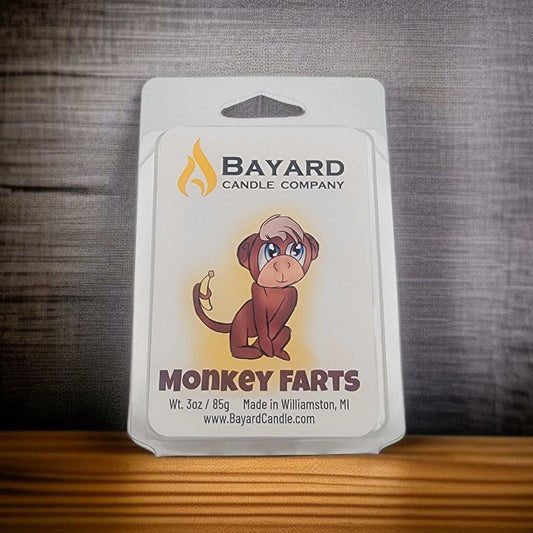 BAYARD
CANDLE COMPANY
MONKEY FARTS
Wt. 3oz / 85g Made in Williamston, MI
www.BayardCandle.com